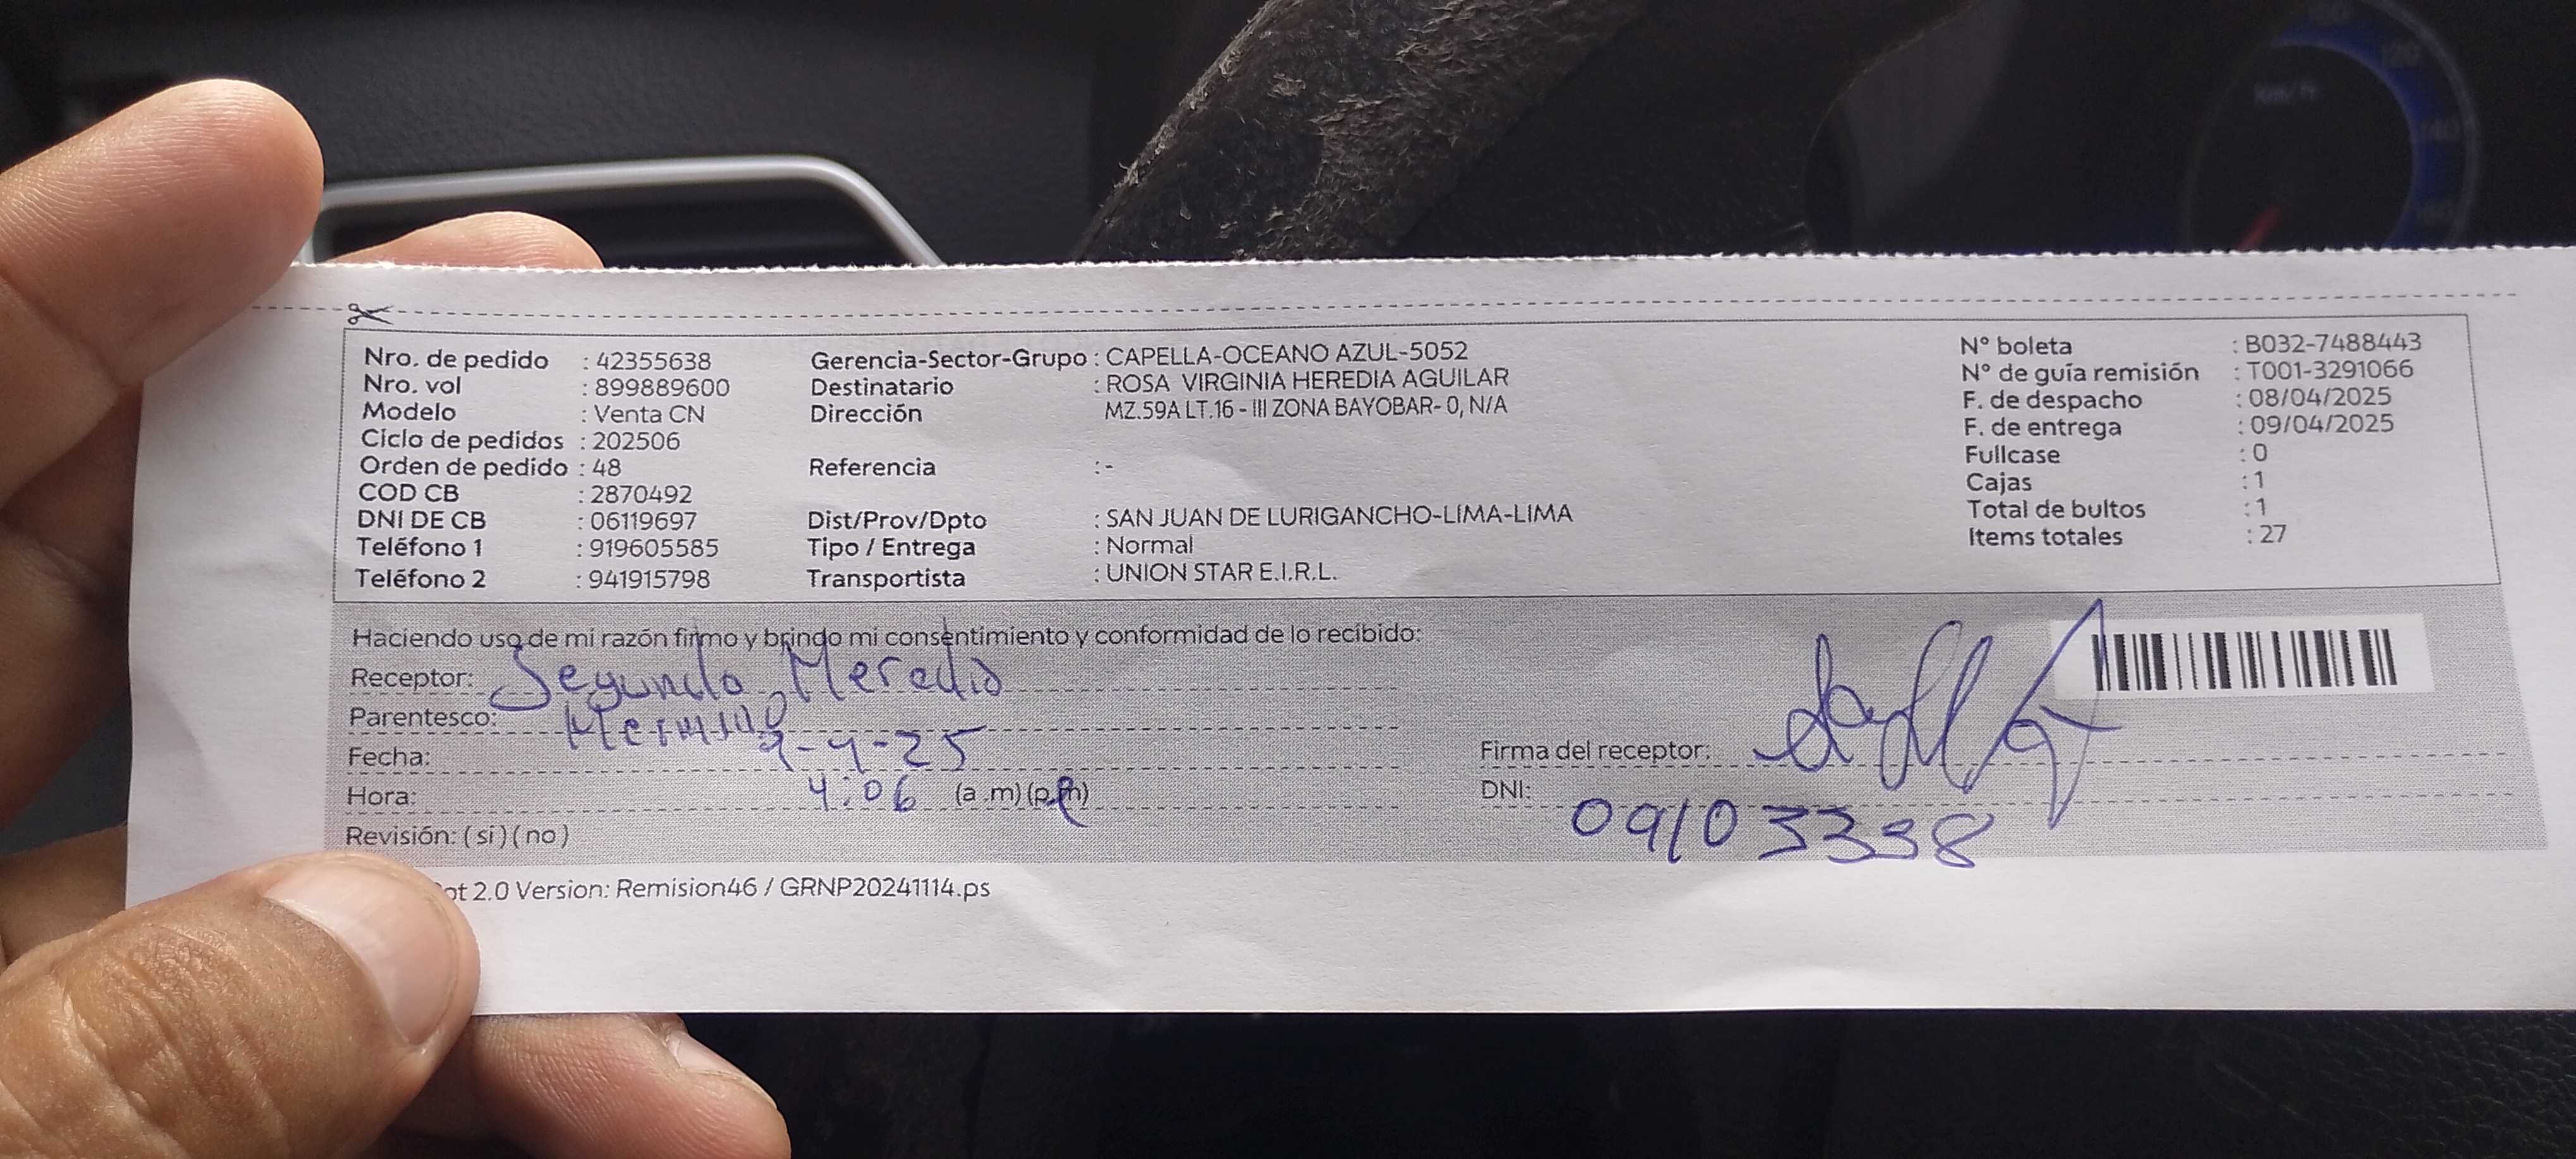 Nro. de pedido : 42355638
Nro. vol : 899889600
Modelo : Venta CN
Ciclo de pedidos : 202506
Orden de pedido : 48
COD CB : 2870492
DNI DE CB : 06119697
Teléfono 1 : 919605585
Teléfono 2 : 941915798
Gerencia-Sector-Grupo : CAPELLA-OCEANO AZUL-5052
Destinatario : ROSA VIRGINIA HEREDIA AGUILAR
Dirección MZ.59A LT.16 - III ZONA BAYOBAR- 0, N/A
Referencia : -
Dist/Prov/Dpto : SAN JUAN DE LURIGANCHO-LIMA-LIMA
Tipo / Entrega : Normal
Transportista : UNION STAR E.I.R.L.
N° boleta : B032-7488443
N° de guía remisión : T001-3291066
F. de despacho : 08/04/2025
F. de entrega : 09/04/2025
Fullcase : 0
Cajas : 1
Total de bultos : 1
Items totales : 27
Haciendo uso de mi razón firmo y brindo mi consentimiento y conformidad de lo recibido:
Receptor: Segundo Heredia
Parentesco: Hermano
Fecha: 9-4-25
Hora: 4:06 (a.m) (p.m)
Revisión: ( si ) ( no )
Firma del receptor:
DNI: 09103338
ot 2.0 Version: Remision46 / GRNP20241114.ps